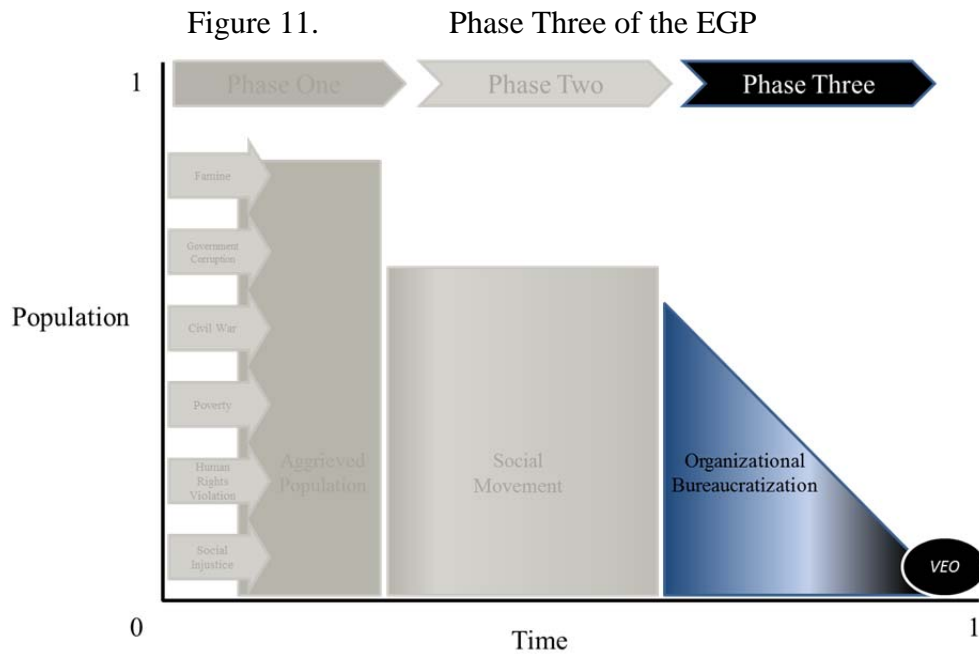 Figure 11. Phase Three of the EGP
1
Phase One
Phase Two
Phase Three
Famine
Government
Corruption
Civil War
Poverty
Human
Rights
Violation
Social
Injustice
Aggrieved
Population
Social
Movement
Organizational
Bureaucratization
VEO
Population
0
Time
1